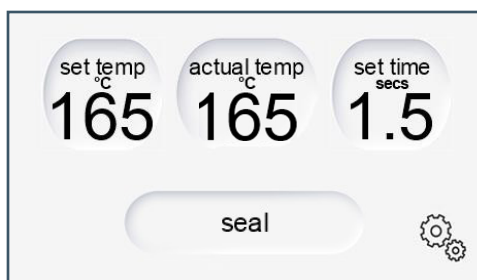 set temp
°C
165
actual temp
°C
165
set time
secs
1.5
seal